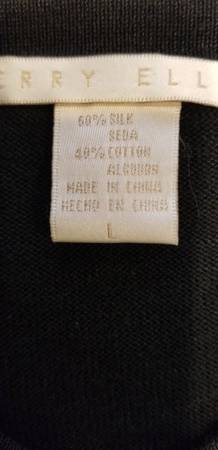 ERRY ELL
60% SILK
SEDA
40% COTTON
ALGODON
MADE IN CHINA
HECHO EN CHINA
L